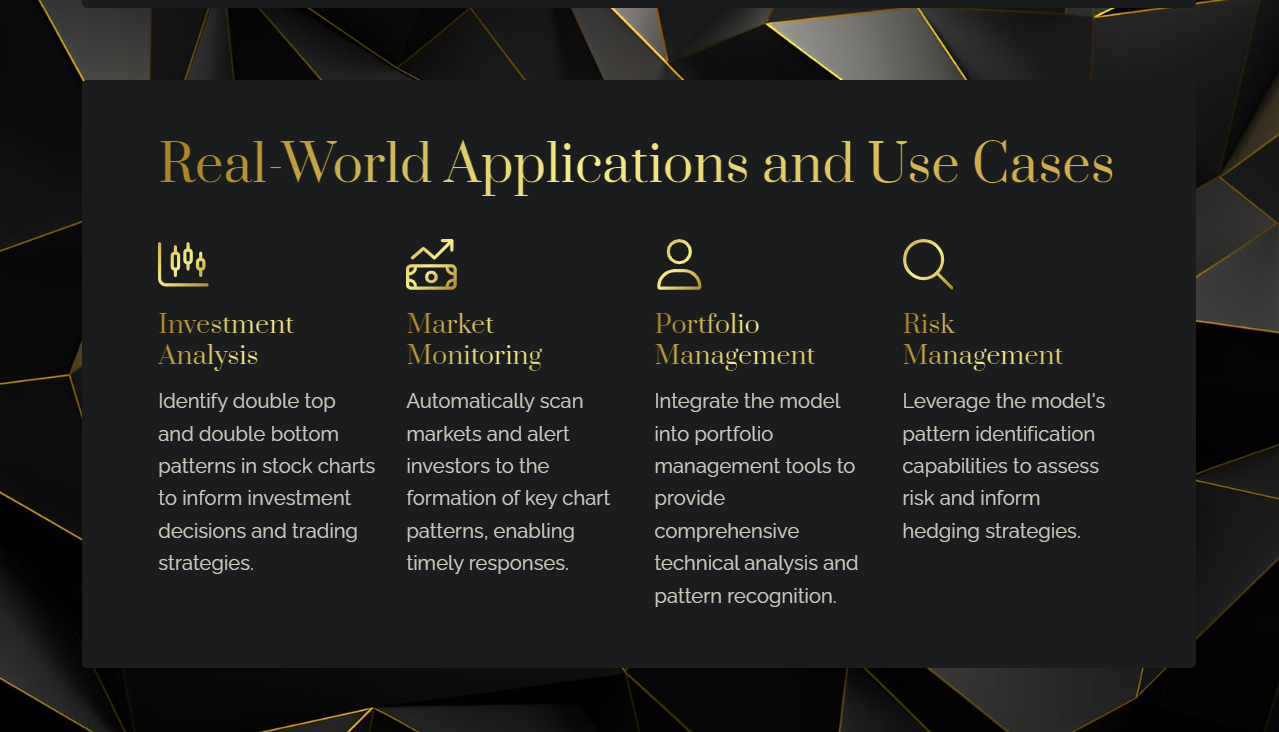 Real-World Applications and Use Cases
Investment
Analysis
Identify double top
and double bottom
patterns in stock charts
to inform investment
decisions and trading
strategies.
Market
Monitoring
Automatically scan
markets and alert
investors to the
formation of key chart
patterns, enabling
timely responses.
Portfolio
Management
Integrate the model
into portfolio
management tools to
provide
comprehensive
technical analysis and
pattern recognition.
Risk
Management
Leverage the model's
pattern identification
capabilities to assess
risk and inform
hedging strategies.